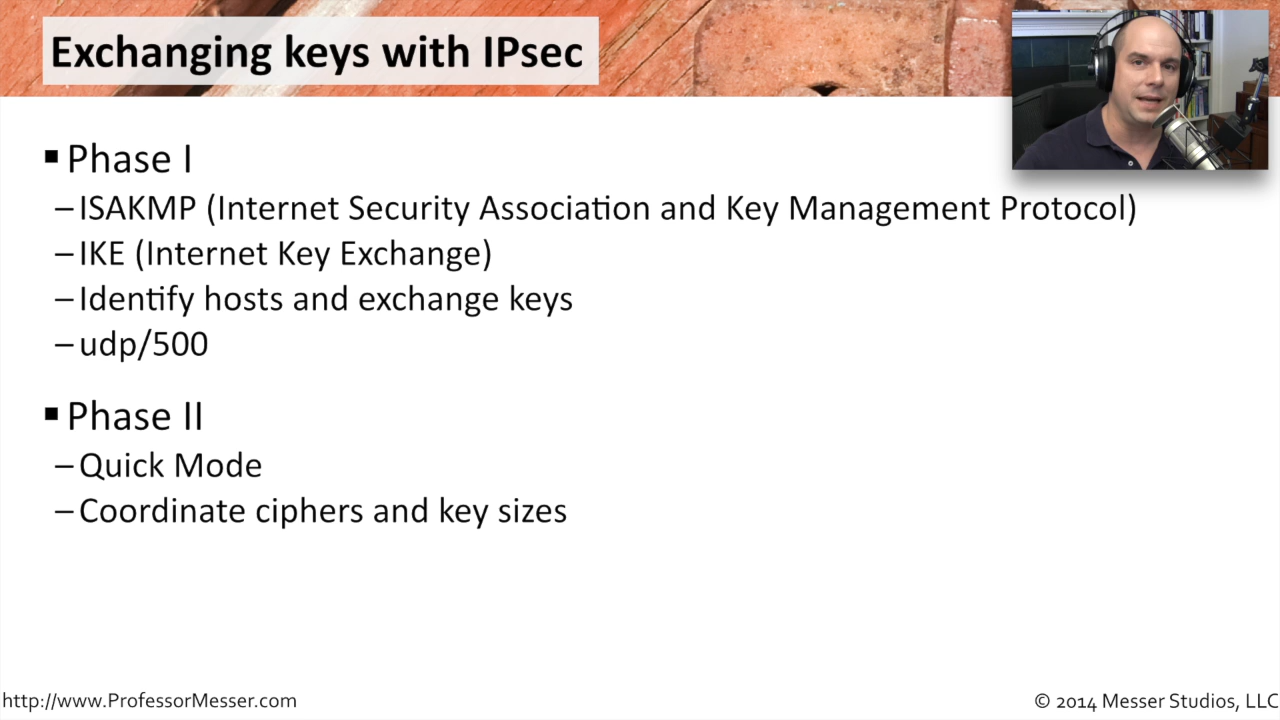 Exchanging keys with IPsec
▪ Phase I
– ISAKMP (Internet Security Association and Key Management Protocol)
– IKE (Internet Key Exchange)
– Identify hosts and exchange keys
– udp/500
▪ Phase II
– Quick Mode
– Coordinate ciphers and key sizes
http://www.ProfessorMesser.com
© 2014 Messer Studios, LLC